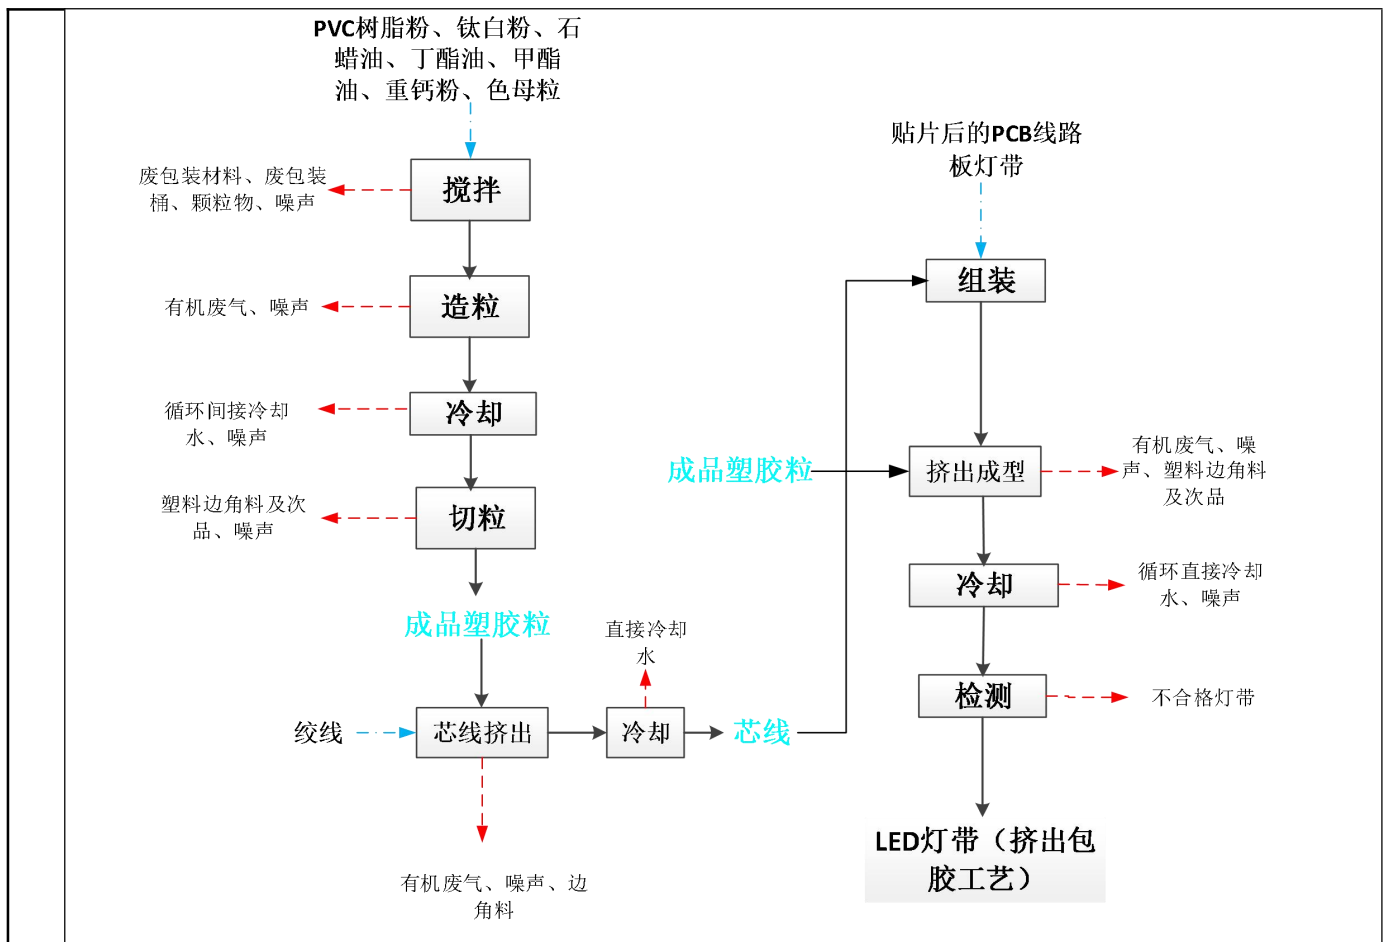 PVC树脂粉、钛白粉、石
蜡油、丁酯油、甲酯
油、重钙粉、色母粒
废包装材料、废包装
桶、颗粒物、噪声
搅拌
有机废气、噪声
造粒
循环间接冷却
水、噪声
冷却
塑料边角料及次
品、噪声
切粒
成品塑胶粒
直接冷却
水
绞线
芯线挤出
冷却
芯线
有机废气、噪声、边
角料
贴片后的PCB线路
板灯带
组装
成品塑胶粒
挤出成型
有机废气、噪
声、塑料边角料
及次品
冷却
循环直接冷却
水、噪声
检测
不合格灯带
LED灯带（挤出包
胶工艺）